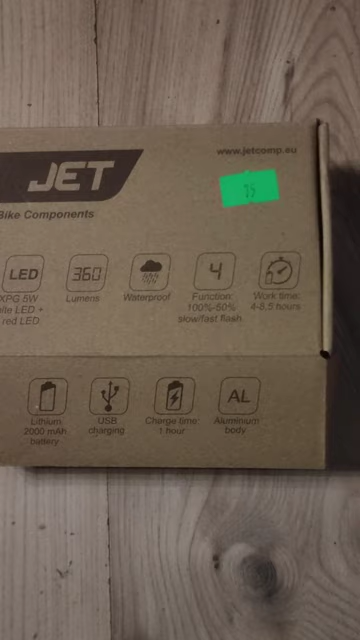 JET
www.jetcomp.eu
Bike Components
LED
360
4
XPG 5W
Lumens
Waterproof
Function:
Work time:
LED +
100%-50%
4-8,5 hours
red LED
slow/fast flash
AL
Lithium
USB
Charge time:
Aluminium
2000 mAh
charging
1 hour
body
battery